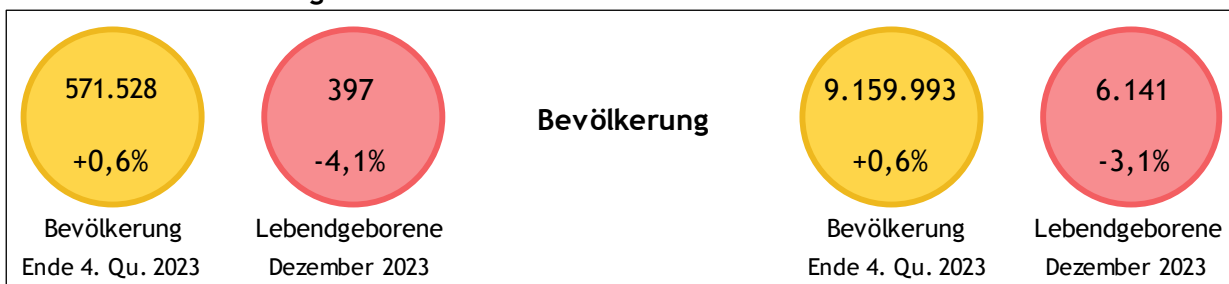 571.528
+0,6%
Bevölkerung
Ende 4. Qu. 2023
397
-4,1%
Lebendgeborene
Dezember 2023
Bevölkerung
9.159.993
+0,6%
Bevölkerung
Ende 4. Qu. 2023
6.141
-3,1%
Lebendgeborene
Dezember 2023